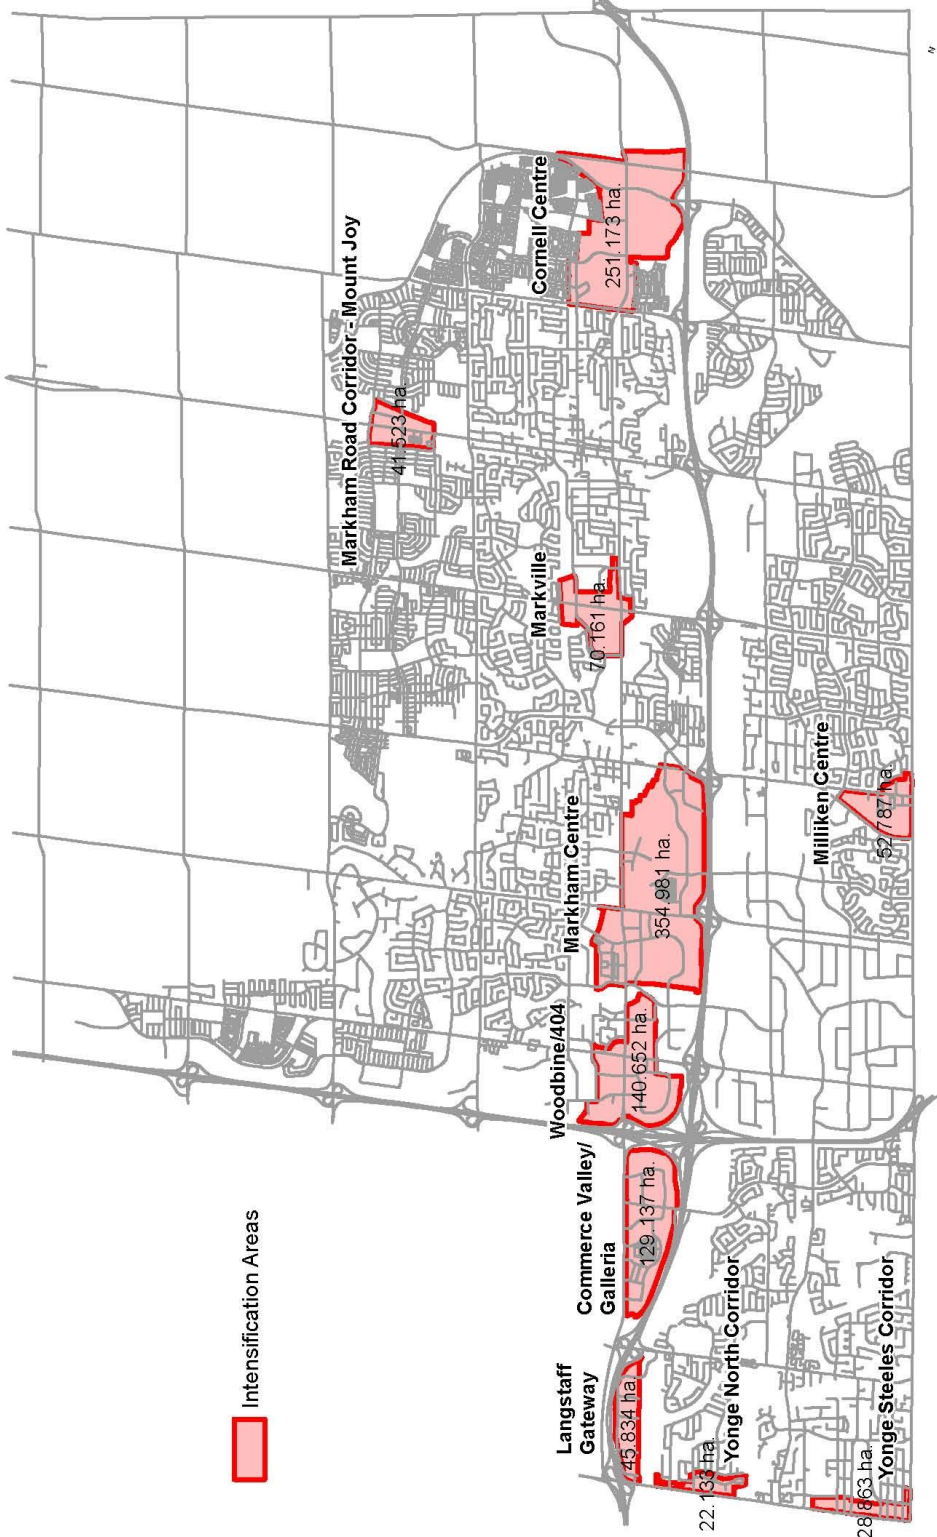 Intensification Areas
Markham Road Corridor - Mount Joy
41.523 ha.
Cornell Centre
251.173 ha.
Markville
70.161 ha.
Markham Centre
354.981 ha.
Woodbine/404
140.652 ha.
Commerce Valley/
Galleria
129.137 ha.
Langstaff
Gateway
45.834 ha.
Yonge North Corridor
22.133 ha.
Yonge Steeles Corridor
28.863 ha.
Milliken Centre
52.787 ha.